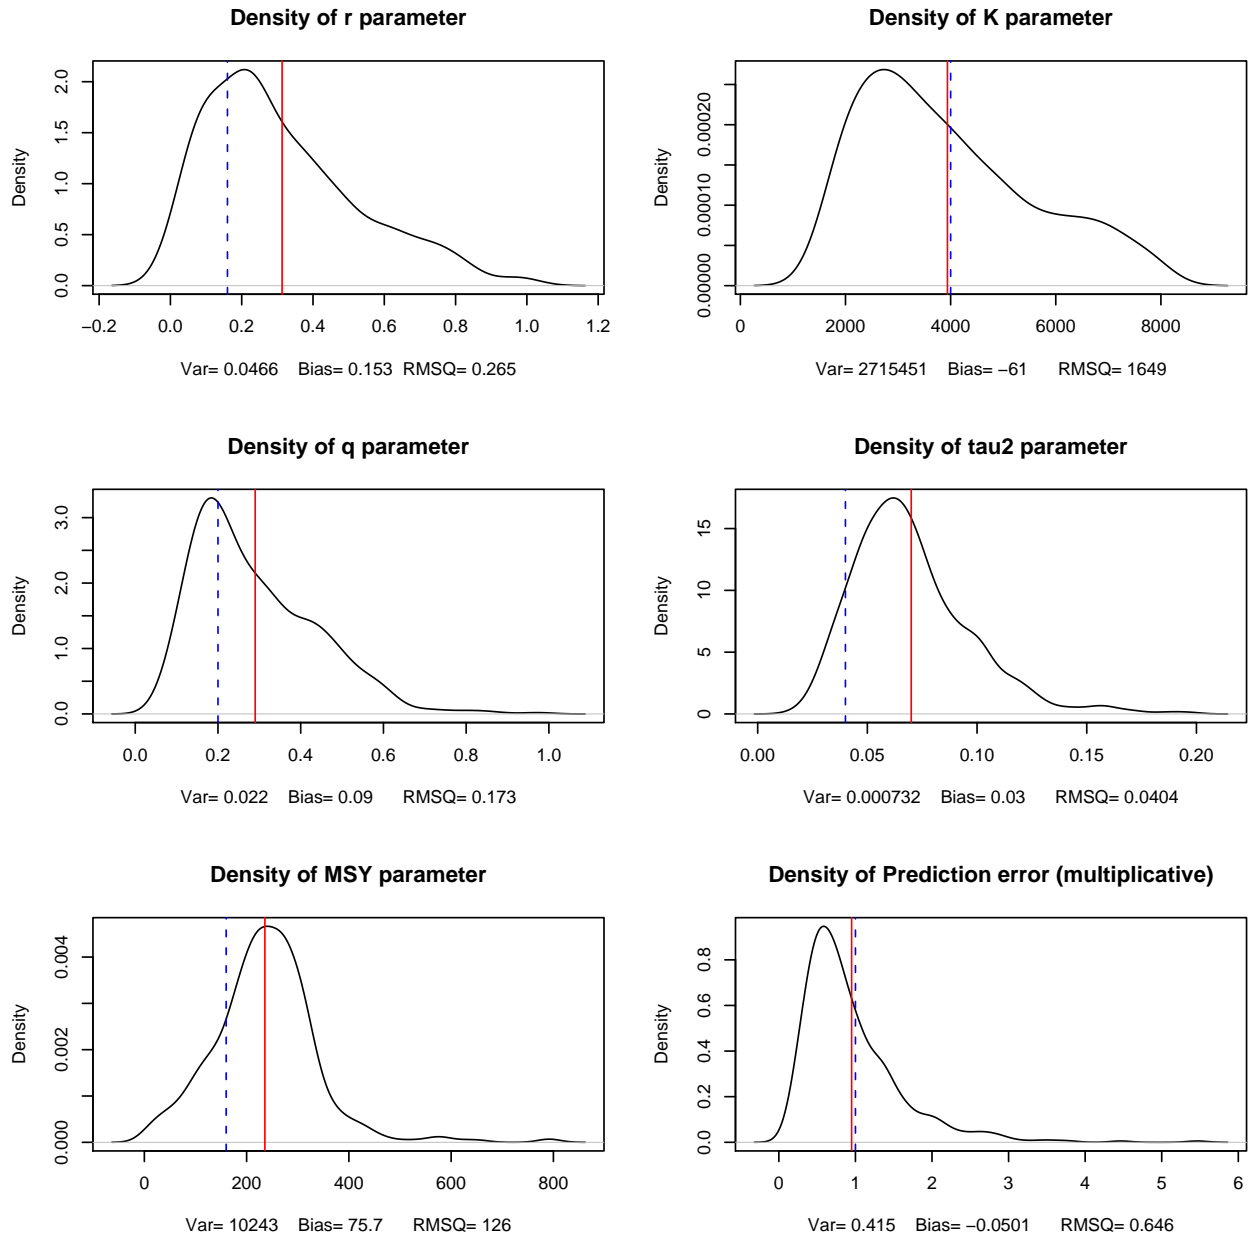 Density of r parameter
Density
0.0 0.5 1.0 1.5 2.0
−0.2 0.0 0.2 0.4 0.6 0.8 1.0 1.2
Var= 0.0466 Bias= 0.153 RMSQ= 0.265
Density of K parameter
Density
0.00000 0.00010 0.00020
0 2000 4000 6000 8000
Var= 2715451 Bias= −61 RMSQ= 1649
Density of q parameter
Density
0.0 1.0 2.0 3.0
0.0 0.2 0.4 0.6 0.8 1.0
Var= 0.022 Bias= 0.09 RMSQ= 0.173
Density of tau2 parameter
Density
0 5 10 15
0.00 0.05 0.10 0.15 0.20
Var= 0.000732 Bias= 0.03 RMSQ= 0.0404
Density of MSY parameter
Density
0.000 0.002 0.004
0 200 400 600 800
Var= 10243 Bias= 75.7 RMSQ= 126
Density of Prediction error (multiplicative)
Density
0.0 0.2 0.4 0.6 0.8
0 1 2 3 4 5 6
Var= 0.415 Bias= −0.0501 RMSQ= 0.646